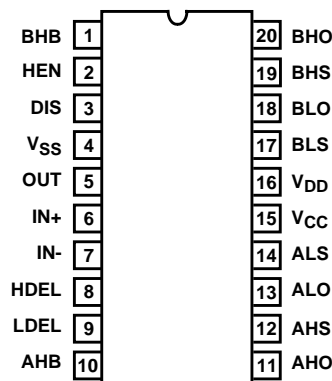 BHB 1 20 BHO
HEN 2 19 BHS
DIS 3 18 BLO
VSS 4 17 BLS
OUT 5 16 VDD
IN+ 6 15 VCC
IN- 7 14 ALS
HDEL 8 13 ALO
LDEL 9 12 AHS
AHB 10 11 AHO